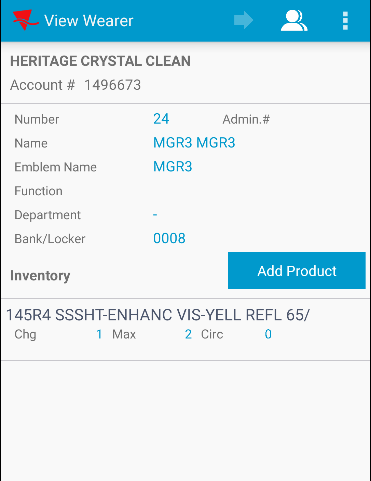 View Wearer
HERITAGE CRYSTAL CLEAN
Account # 1496673
Number 24 Admin.#
Name MGR3 MGR3
Emblem Name MGR3
Function
Department -
Bank/Locker 0008
Inventory Add Product
145R4 SSSHT-ENHANC VIS-YELL REFL 65/
Chg 1 Max 2 Circ 0